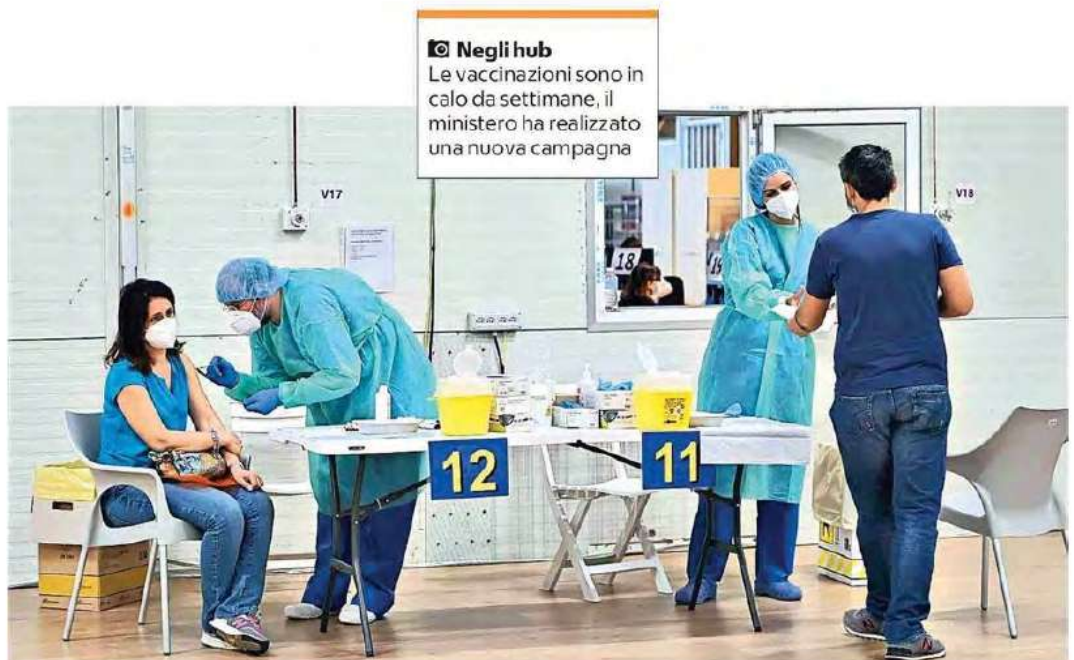 Negli hub
Le vaccinazioni sono in
calo da settimane, il
ministero ha realizzato
una nuova campagna
V17
V18
18
19
12
11